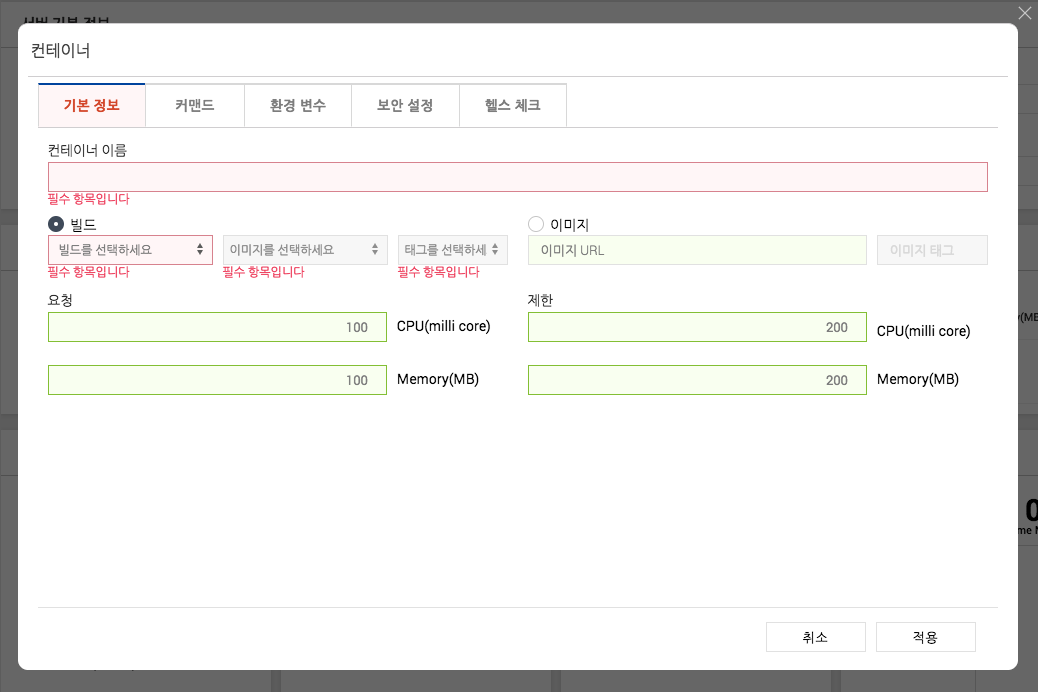 서버 기본 정보
컨테이너
기본 정보 커맨드 환경 변수 보안 설정 헬스 체크
컨테이너 이름
필수 항목입니다
빌드 이미지
빌드를 선택하세요 이미지를 선택하세요 태그를 선택하세 이미지 URL 이미지 태그
필수 항목입니다 필수 항목입니다 필수 항목입니다
요청 제한
100 CPU(milli core) 200 CPU(milli core)
100 Memory(MB) 200 Memory(MB)
취소 적용